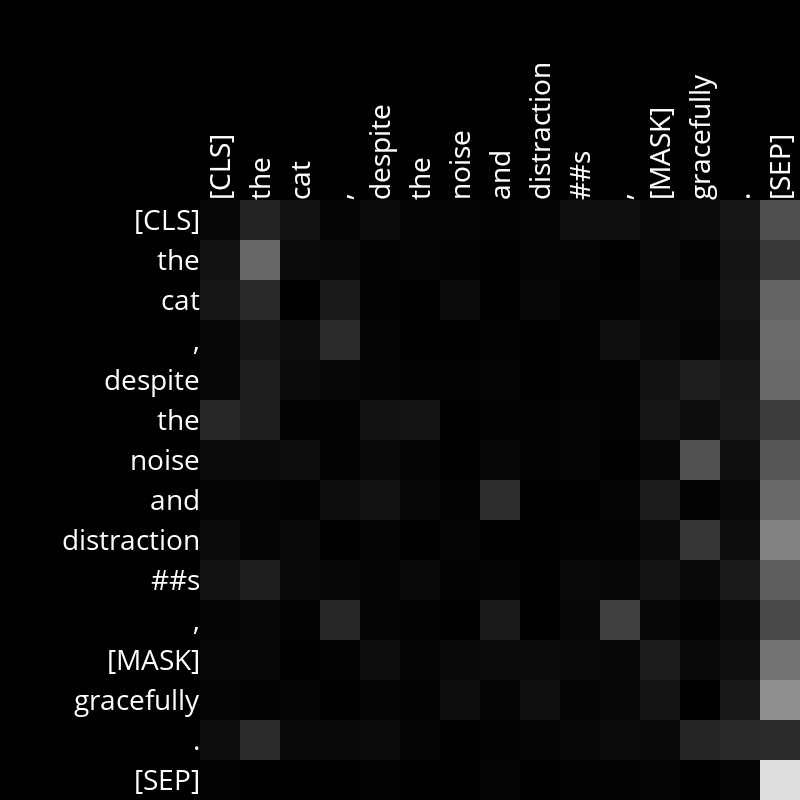 [CLS] the cat , despite the noise and distraction ##s , [MASK] gracefully . [SEP]
[CLS]
the
cat
,
despite
the
noise
and
distraction
##s
,
[MASK]
gracefully
.
[SEP]